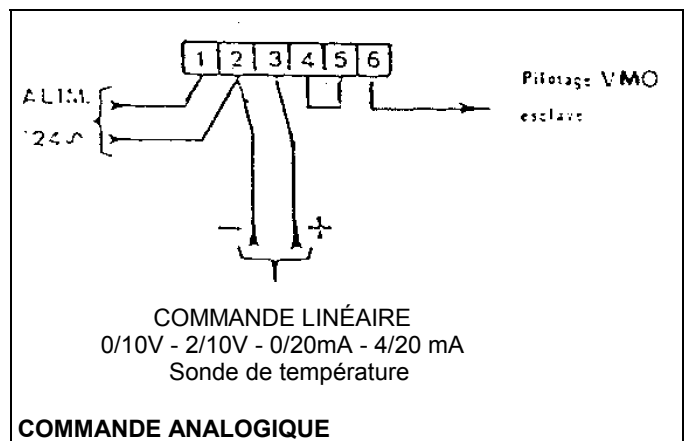 1 2 3 4 5 6
ALIM.
24 ∿
Pilotage VMO
esclave
- +
COMMANDE LINÉAIRE
0/10V - 2/10V - 0/20mA - 4/20 mA
Sonde de température
COMMANDE ANALOGIQUE